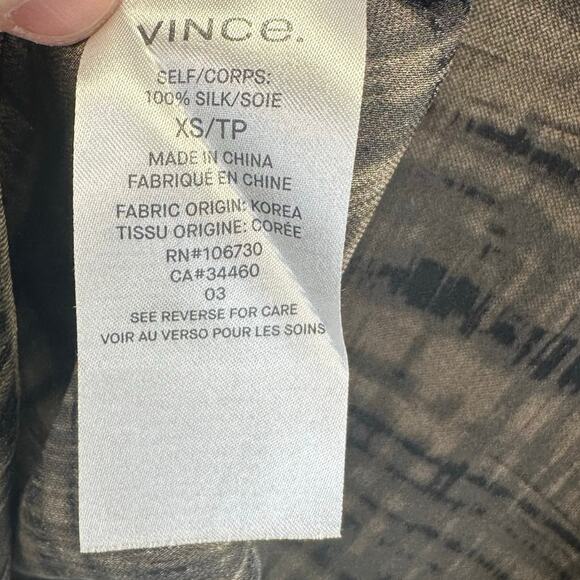 VINCE.
SELF/CORPS:
100% SILK/SOIE
XS/TP
MADE IN CHINA
FABRIQUE EN CHINE
FABRIC ORIGIN: KOREA
TISSU ORIGINE: CORÉE
RN#106730
CA#34460
03
SEE REVERSE FOR CARE
VOIR AU VERSO POUR LES SOINS